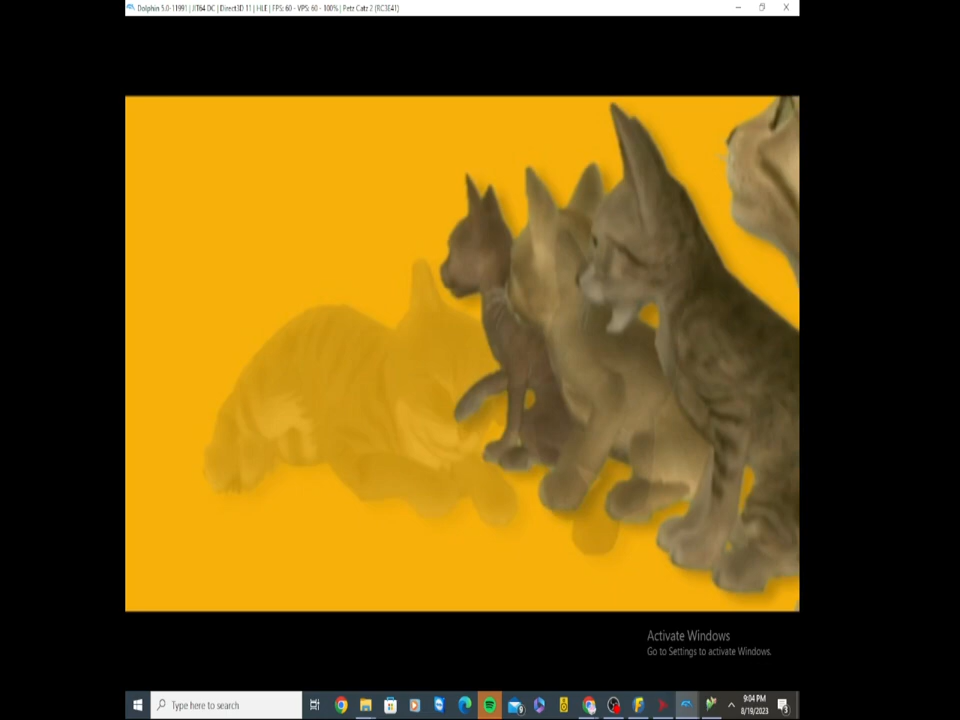 Dolphin 5.0-11991 | JIT64 DC | Direct3D 11 | HLE | FPS: 60 - VPS: 60 - 100% | Petz Catz 2 (RC3E41)
Activate Windows
Go to Settings to activate Windows.
Type here to search
9:04 PM
8/19/2023